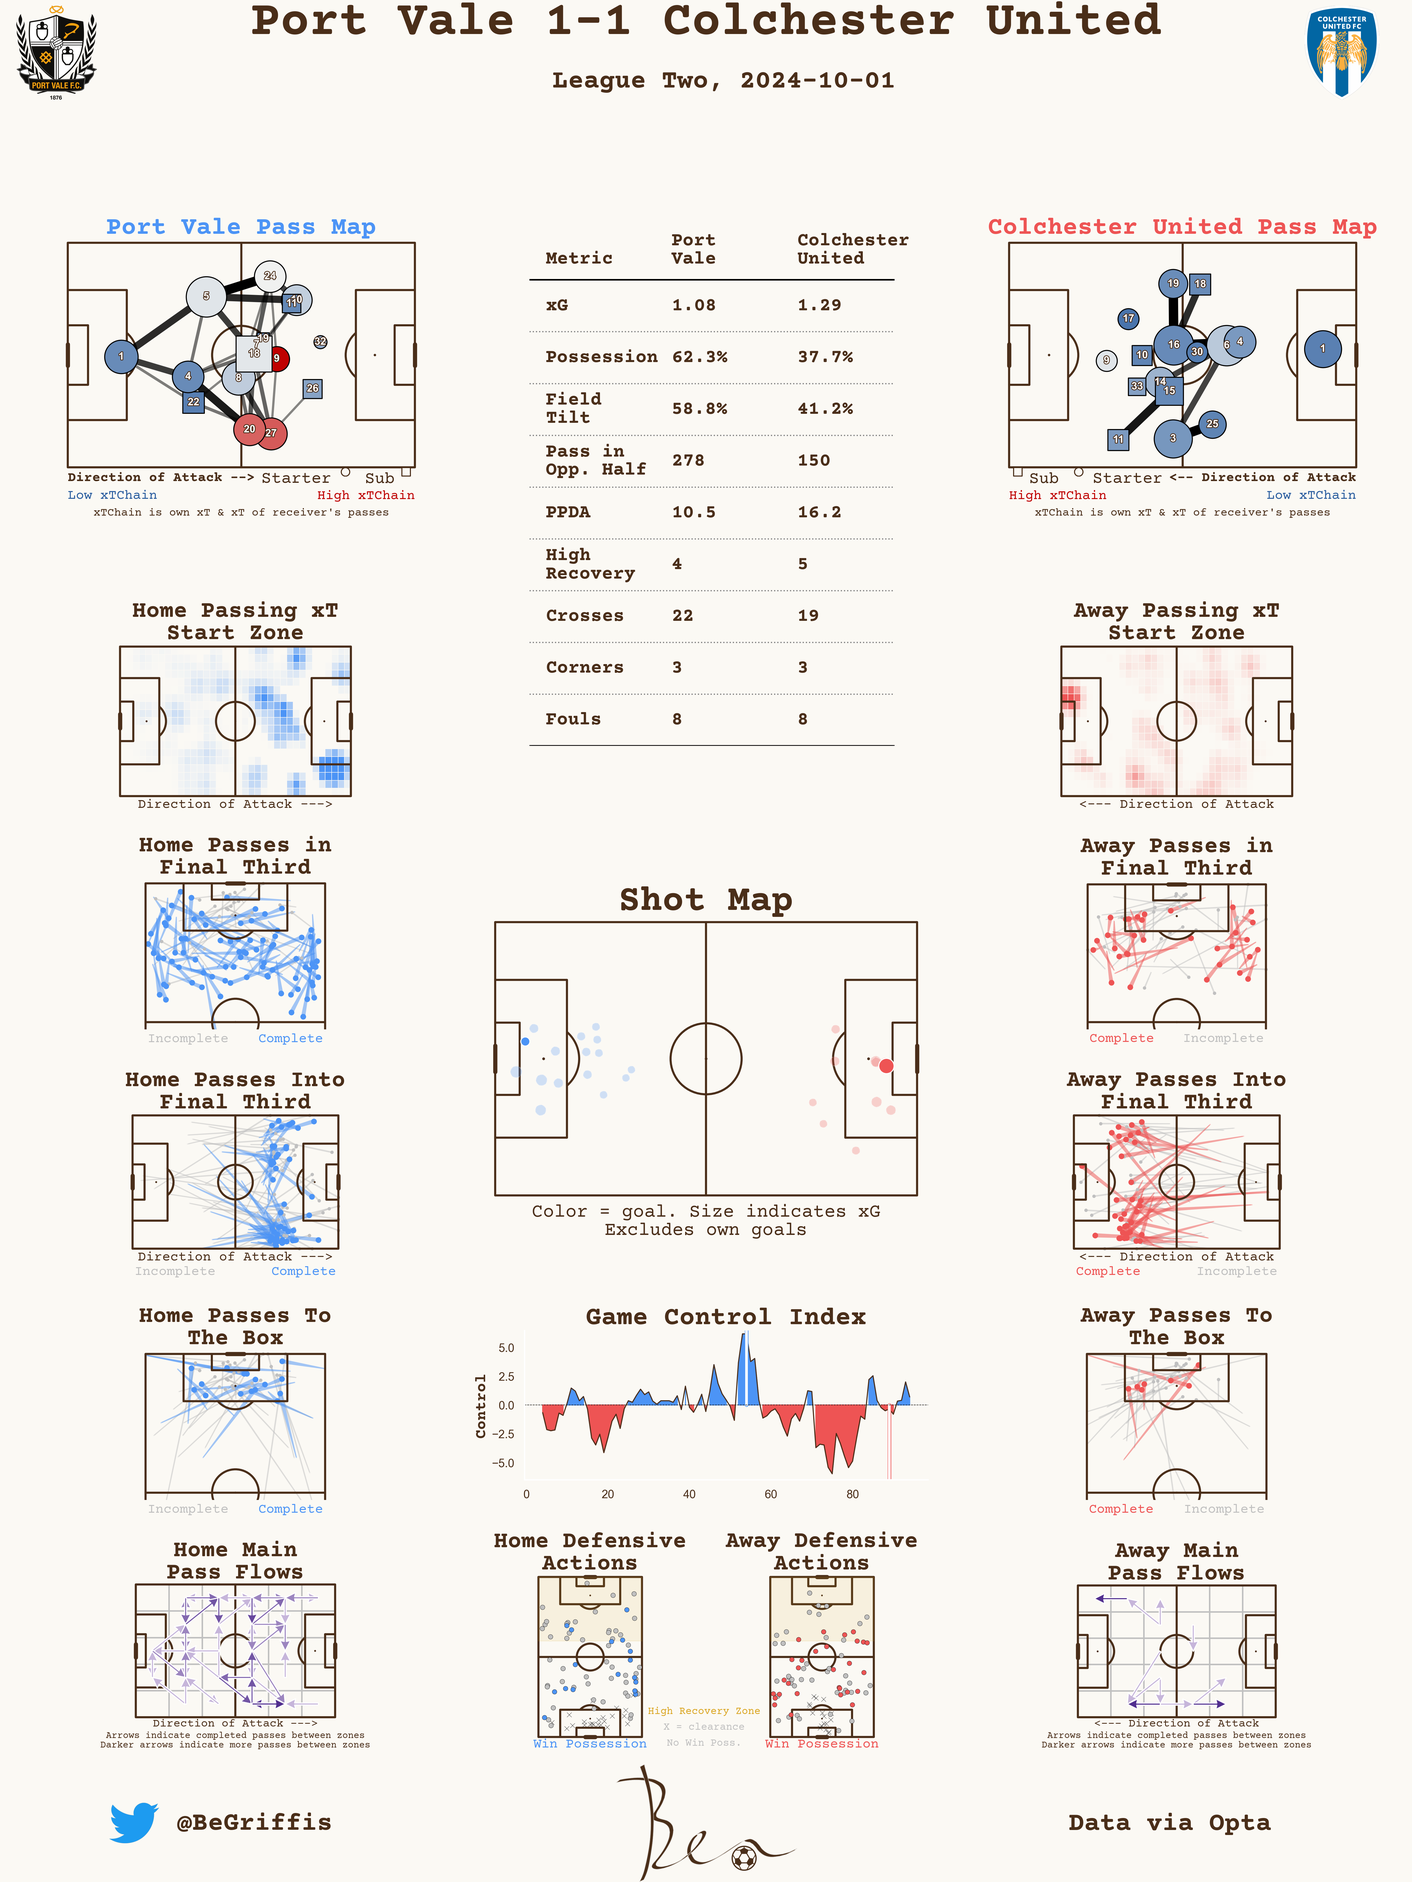 Port Vale 1-1 Colchester United
League Two, 2024-10-01
PORT VALE F.C.
1876
COLCHESTER
UNITED FC
Port Vale Pass Map
24
5
10
11
1
19
7
18
9
32
4
8
22
26
20
27
Direction of Attack --> Starter Sub
Low xTChain High xTChain
xTChain is own xT & xT of receiver's passes
Metric Port Vale Colchester United
xG 1.08 1.29
Possession 62.3% 37.7%
Field Tilt 58.8% 41.2%
Pass in Opp. Half 278 150
PPDA 10.5 16.2
High Recovery 4 5
Crosses 22 19
Corners 3 3
Fouls 8 8
Colchester United Pass Map
19
18
17
16
30
6
4
1
9
10
33
14
15
11
3
25
Sub Starter <-- Direction of Attack
High xTChain Low xTChain
xTChain is own xT & xT of receiver's passes
Home Passing xT
Start Zone
Direction of Attack --->
Away Passing xT
Start Zone
<--- Direction of Attack
Home Passes in
Final Third
Incomplete Complete
Away Passes in
Final Third
Complete Incomplete
Shot Map
Color = goal. Size indicates xG
Excludes own goals
Home Passes Into
Final Third
Direction of Attack --->
Incomplete Complete
Away Passes Into
Final Third
<--- Direction of Attack
Complete Incomplete
Home Passes To
The Box
Incomplete Complete
Game Control Index
Control
5.0
2.5
0.0
−2.5
−5.0
0 20 40 60 80
Away Passes To
The Box
Complete Incomplete
Home Main
Pass Flows
Direction of Attack --->
Arrows indicate completed passes between zones
Darker arrows indicate more passes between zones
Home Defensive
Actions
Win Possession
Away Defensive
Actions
Win Possession
High Recovery Zone
X = clearance
No Win Poss.
Away Main
Pass Flows
<--- Direction of Attack
Arrows indicate completed passes between zones
Darker arrows indicate more passes between zones
@BeGriffis
Ben
Data via Opta